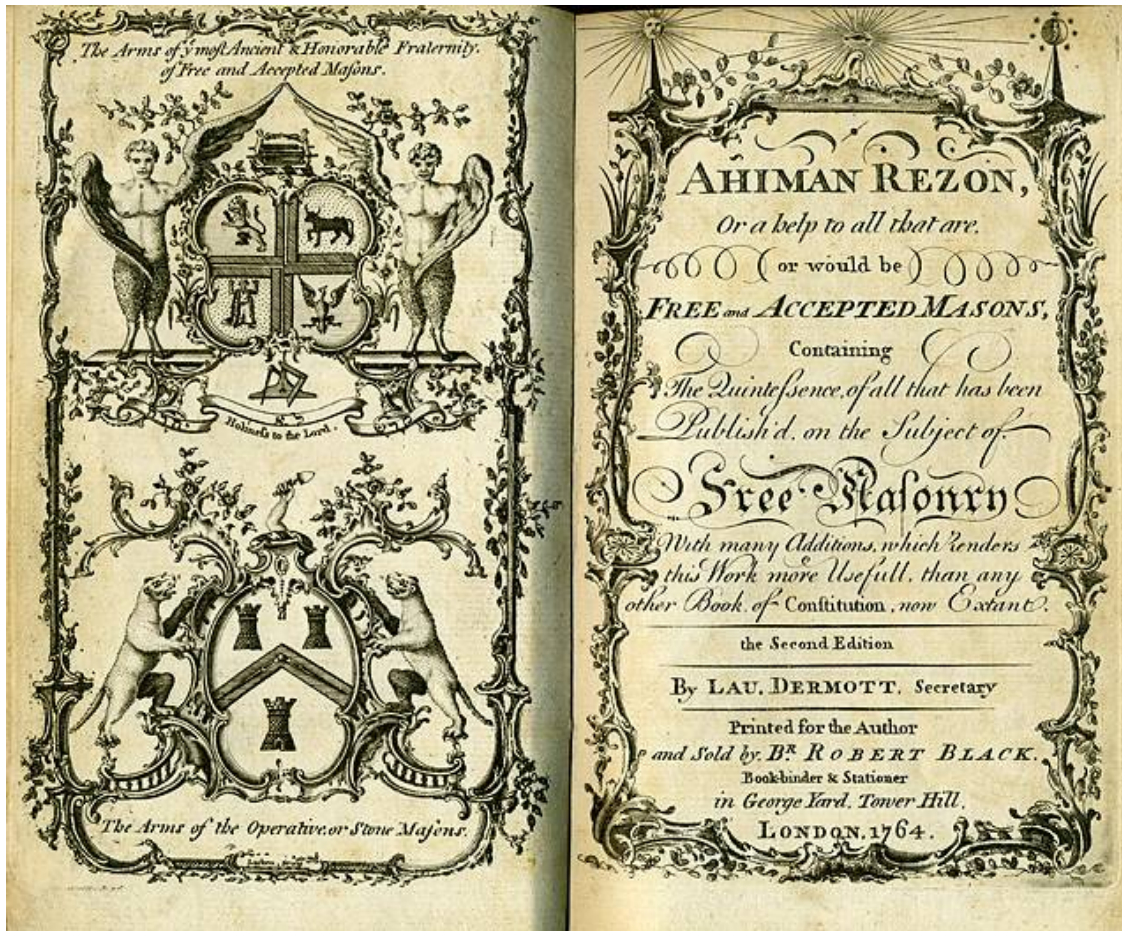 The Arms of yᵉ most Ancient & Honorable Fraternity,
of Free and Accepted Masons.
Holiness to the Lord.
The Arms of the Operative, or Stone Masons.
AHIMAN REZON,
Or a help to all that are,
(or would be)
FREE and ACCEPTED MASONS,
Containing
The Quintessence, of all that has been
Publish'd, on the Subject of
Free Masonry
With many Additions, which Renders
this Work more Usefull, than any
other Book, of Constitution, now Extant.
the Second Edition
By LAU. DERMOTT, Secretary
Printed for the Author
and Sold by, Bᴿ. ROBERT BLACK.
Book-binder & Stationer
in George Yard, Tower Hill,
LONDON, 1764.